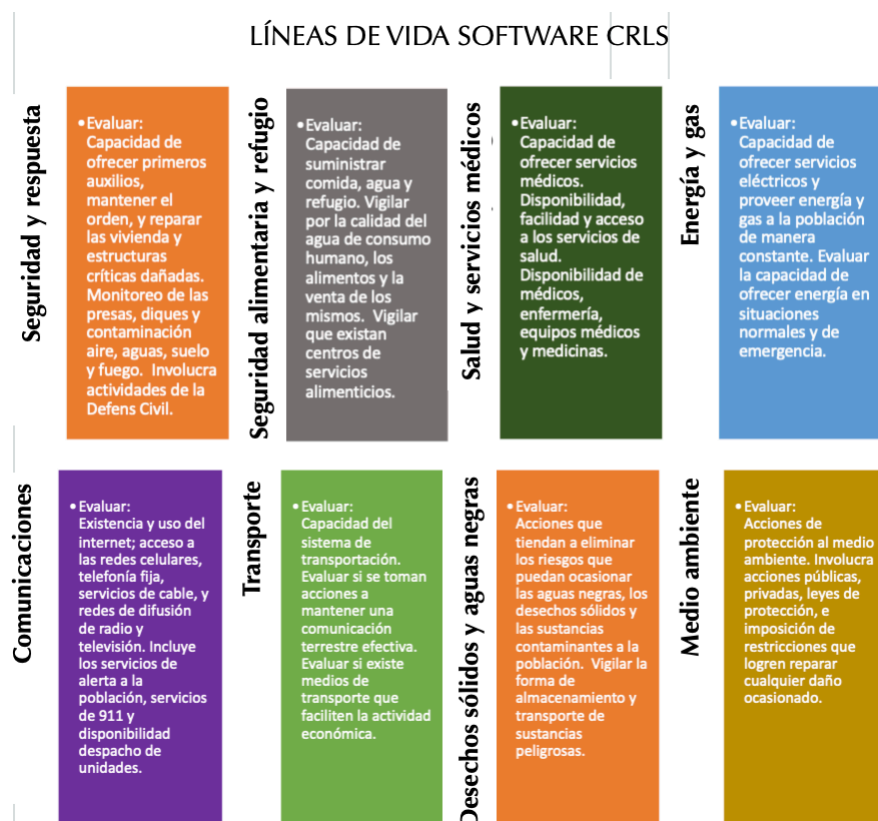 LÍNEAS DE VIDA SOFTWARE CRLS
Seguridad y respuesta
•Evaluar:
Capacidad de
ofrecer primeros
auxilios,
mantener el
orden, y reparar
las vivienda y
estructuras
críticas dañadas.
Monitoreo de las
presas, diques y
contaminación
aire, aguas, suelo
y fuego. Involucra
actividades de la
Defens Civil.
Seguridad alimentaria y refugio
•Evaluar:
Capacidad de
suministrar
comida, agua y
refugio. Vigilar
por la calidad del
agua de consumo
humano, los
alimentos y la
venta de los
mismos. Vigilar
que existan
centros de
servicios
alimenticios.
Salud y servicios médicos
•Evaluar:
Capacidad de
ofrecer servicios
médicos.
Disponibilidad,
facilidad y acceso
a los servicios de
salud.
Disponibilidad de
médicos,
enfermería,
equipos médicos
y medicinas.
Energía y gas
•Evaluar:
Capacidad de
ofrecer servicios
eléctricos y
proveer energía y
gas a la población
de manera
constante. Evaluar
la capacidad de
ofrecer energía en
situaciones
normales y de
emergencia.
Comunicaciones
•Evaluar:
Existencia y uso del
internet; acceso a
las redes celulares,
telefonía fija,
servicios de cable, y
redes de difusión
de radio y
televisión. Incluye
los servicios de
alerta a la
población, servicios
de 911 y
disponibilidad
despacho de
unidades.
Transporte
•Evaluar:
Capacidad del
sistema de
transportación.
Evaluar si se toman
acciones a
mantener una
comunicación
terrestre efectiva.
Evaluar si existe
medios de
transporte que
faciliten la actividad
económica.
Desechos sólidos y aguas negras
•Evaluar:
Acciones que
tiendan a eliminar
los riesgos que
puedan ocasionar
las aguas negras, los
desechos sólidos y
las sustancias
contaminantes a la
población. Vigilar la
forma de
almacenamiento y
transporte de
sustancias
peligrosas.
Medio ambiente
•Evaluar:
Acciones de
protección al medio
ambiente. Involucra
acciones públicas,
privadas, leyes de
protección, e
imposición de
restricciones que
logren reparar
cualquier daño
ocasionado.